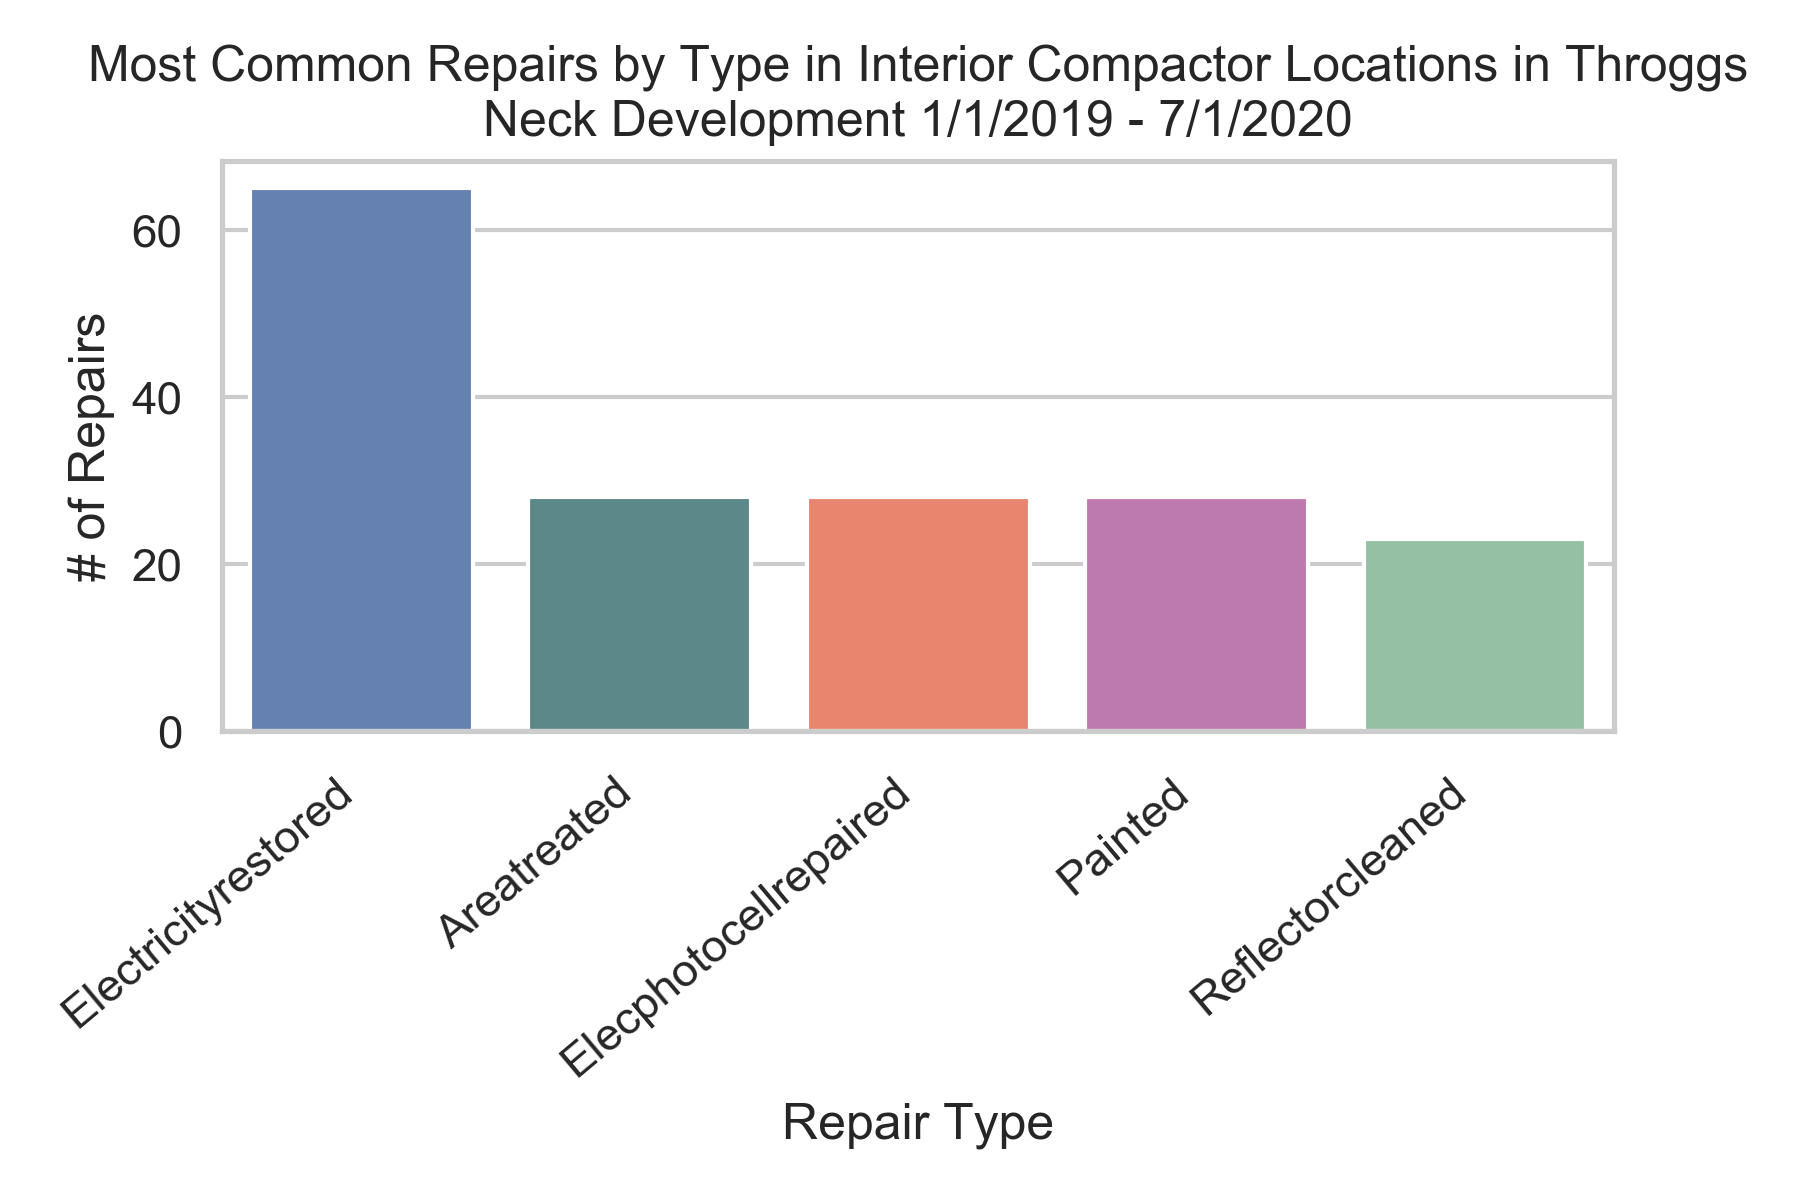 Most Common Repairs by Type in Interior Compactor Locations in Throggs
Neck Development 1/1/2019 - 7/1/2020
# of Repairs
60
40
20
0
Electricityrestored
Areatreated
Elecphotocellrepaired
Painted
Reflectorcleaned
Repair Type